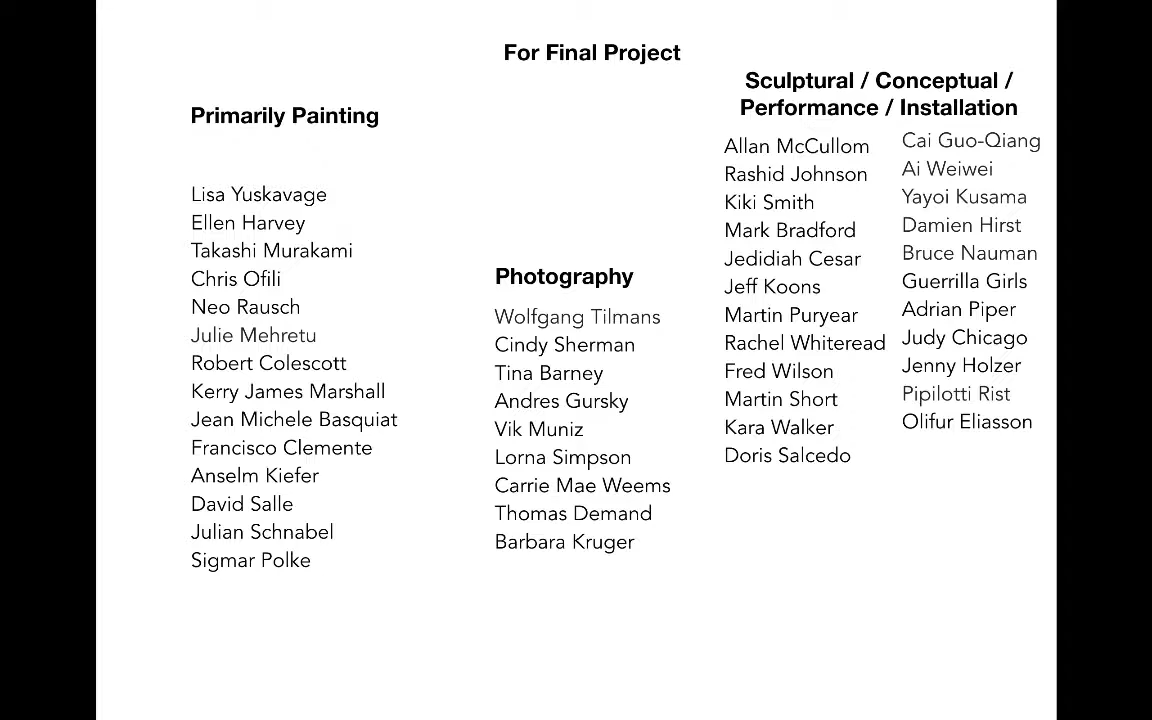 For Final Project
Primarily Painting
Lisa Yuskavage
Ellen Harvey
Takashi Murakami
Chris Ofili
Neo Rausch
Julie Mehretu
Robert Colescott
Kerry James Marshall
Jean Michele Basquiat
Francisco Clemente
Anselm Kiefer
David Salle
Julian Schnabel
Sigmar Polke
Photography
Wolfgang Tilmans
Cindy Sherman
Tina Barney
Andres Gursky
Vik Muniz
Lorna Simpson
Carrie Mae Weems
Thomas Demand
Barbara Kruger
Sculptural / Conceptual /
Performance / Installation
Allan McCullom
Rashid Johnson
Kiki Smith
Mark Bradford
Jedidiah Cesar
Jeff Koons
Martin Puryear
Rachel Whiteread
Fred Wilson
Martin Short
Kara Walker
Doris Salcedo
Cai Guo-Qiang
Ai Weiwei
Yayoi Kusama
Damien Hirst
Bruce Nauman
Guerrilla Girls
Adrian Piper
Judy Chicago
Jenny Holzer
Pipilotti Rist
Olifur Eliasson